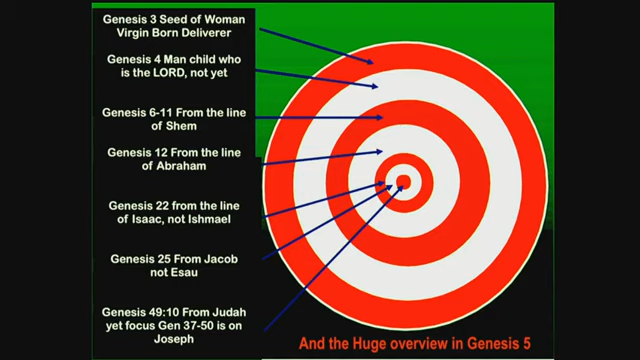 Genesis 3 Seed of Woman
Virgin Born Deliverer
Genesis 4 Man child who
is the LORD, not yet
Genesis 6-11 From the line
of Shem
Genesis 12 From the line
of Abraham
Genesis 22 from the line
of Isaac, not Ishmael
Genesis 25 From Jacob
not Esau
Genesis 49:10 From Judah
yet focus Gen 37-50 is on
Joseph
And the Huge overview in Genesis 5